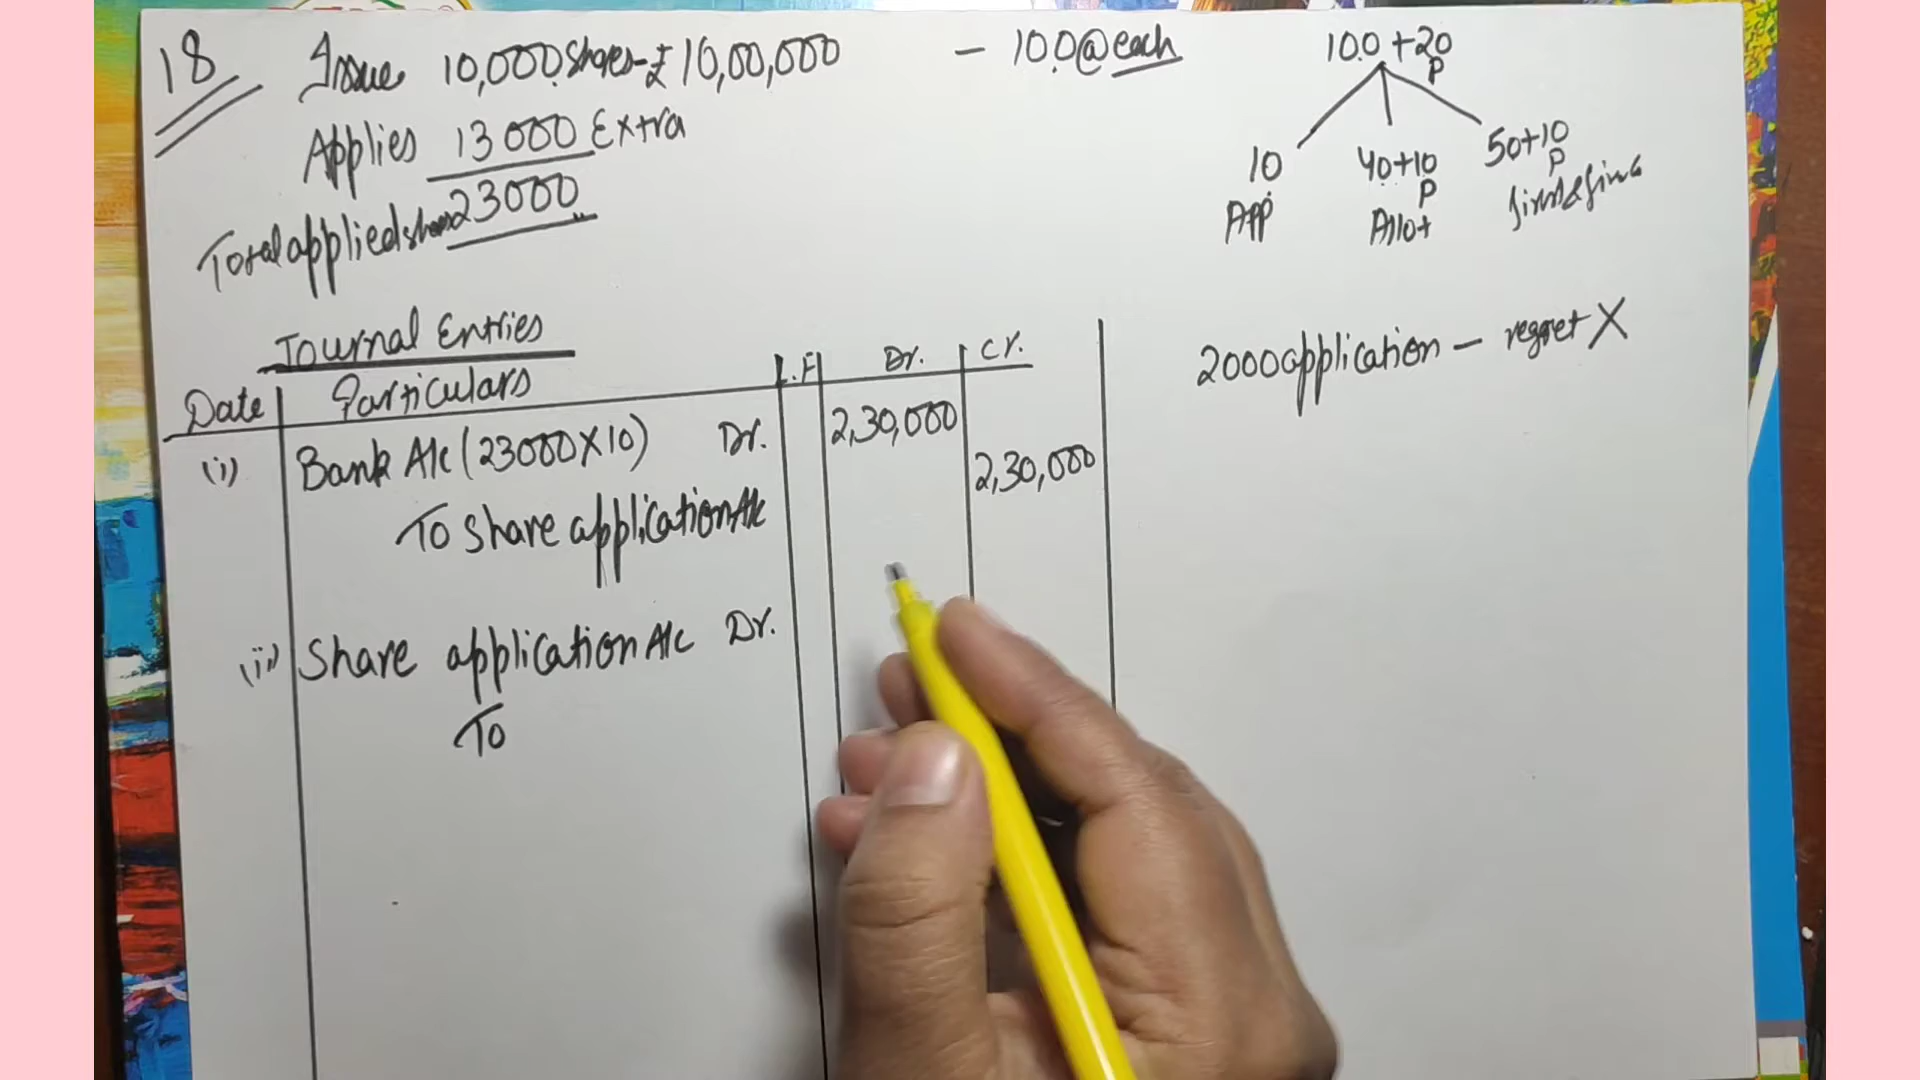 18
Issue 10,000 shares - ₹ 10,00,000 - 100@each
Applies 13000 Extra
Total applied shares 23000
100 + 20
P
10
App
40+10
P
Allot
50+10
P
Journal Entries
Date Particulars L.F Dr. Cr.
(i) Bank A/c (23000X10) Dr. 2,30,000
To share application A/c 2,30,000
(ii) Share application A/c Dr.
To
2000 application - regret X